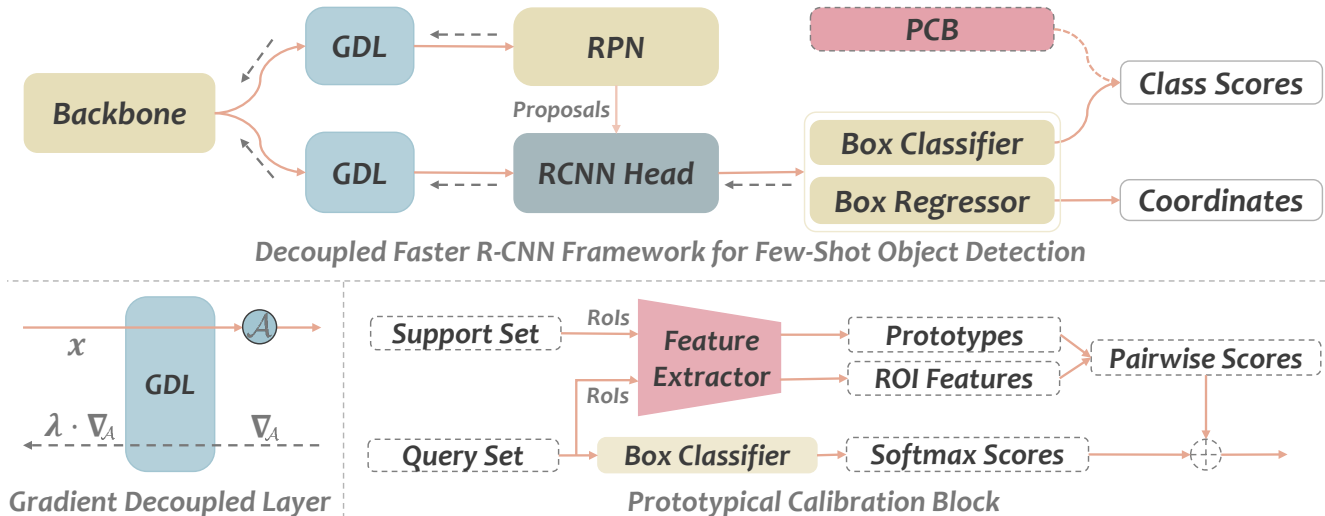 GDL
RPN
PCB
Backbone
Proposals
Class Scores
GDL
RCNN Head
Box Classifier
Box Regressor
Coordinates
Decoupled Faster R-CNN Framework for Few-Shot Object Detection
x
GDL
𝒜
λ · ∇𝒜
∇𝒜
Gradient Decoupled Layer
Support Set
RoIs
Feature
Extractor
Prototypes
ROI Features
Pairwise Scores
RoIs
Query Set
Box Classifier
Softmax Scores
Prototypical Calibration Block